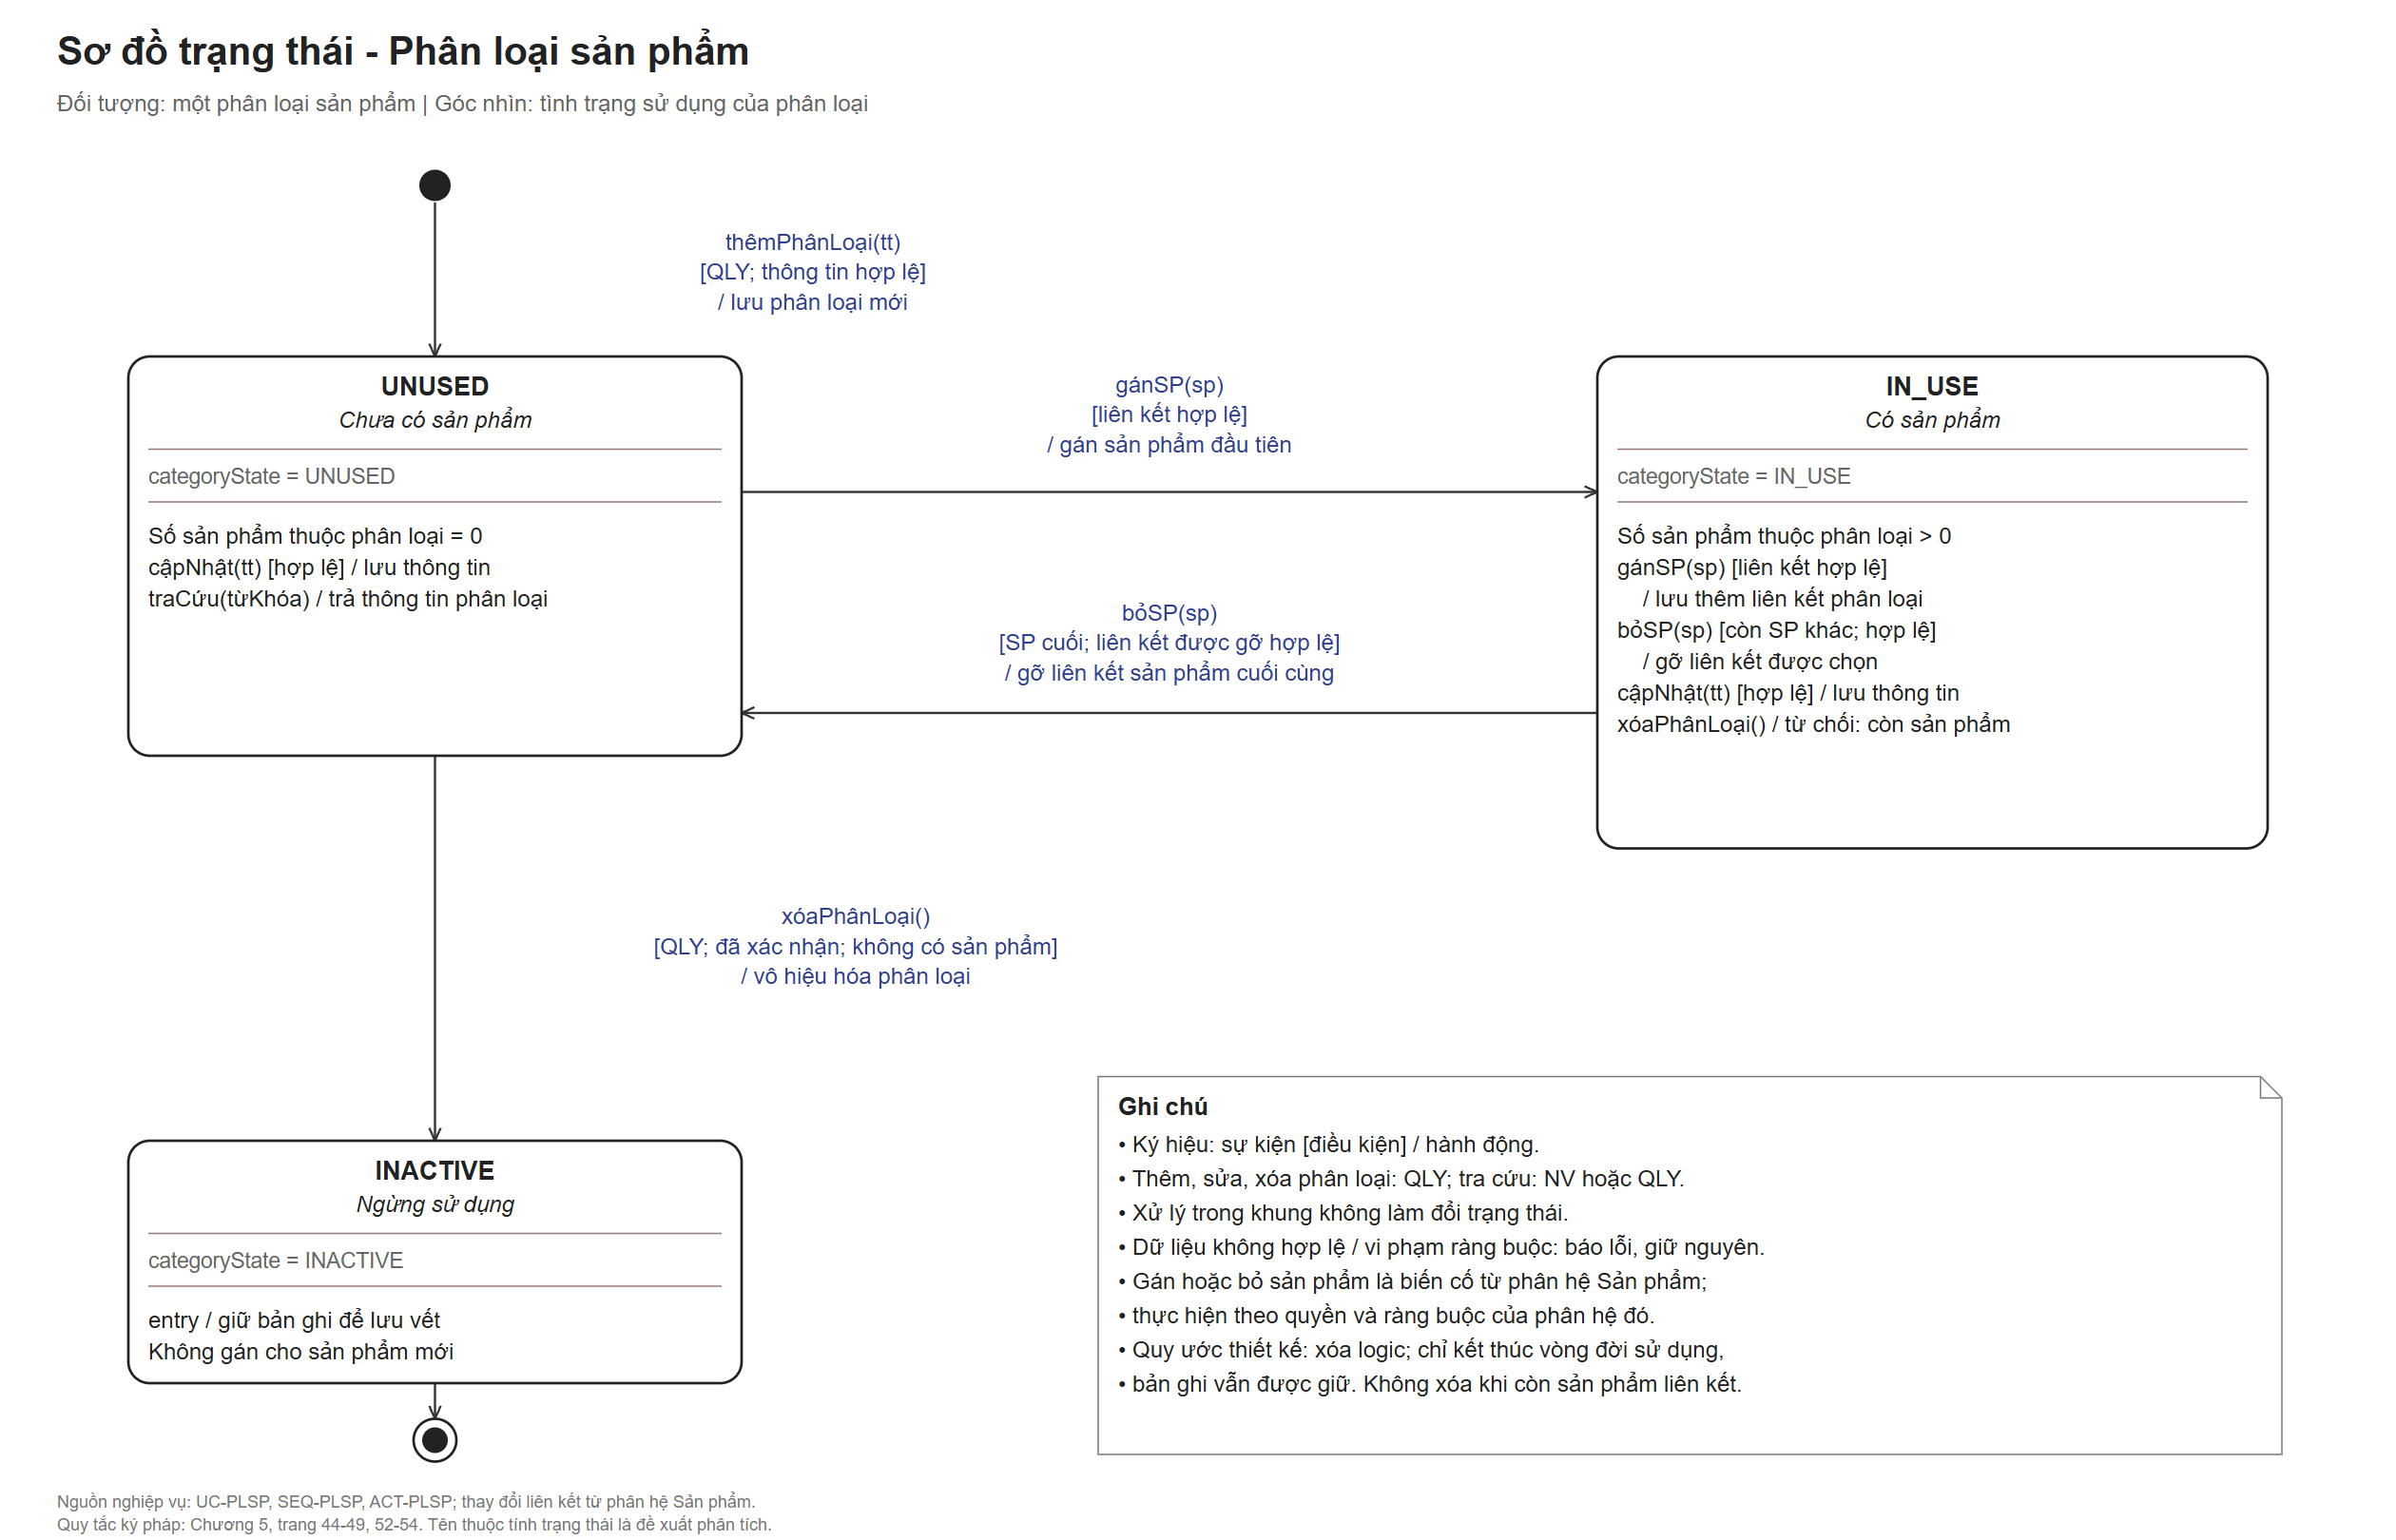 Sơ đồ trạng thái - Phân loại sản phẩm
Đối tượng: một phân loại sản phẩm | Góc nhìn: tình trạng sử dụng của phân loại
thêmPhânLoại(tt)
[QLY; thông tin hợp lệ]
/ lưu phân loại mới
UNUSED
Chưa có sản phẩm
categoryState = UNUSED
Số sản phẩm thuộc phân loại = 0
cậpNhật(tt) [hợp lệ] / lưu thông tin
traCứu(từKhóa) / trả thông tin phân loại
gánSP(sp)
[liên kết hợp lệ]
/ gán sản phẩm đầu tiên
bỏSP(sp)
[SP cuối; liên kết được gỡ hợp lệ]
/ gỡ liên kết sản phẩm cuối cùng
IN_USE
Có sản phẩm
categoryState = IN_USE
Số sản phẩm thuộc phân loại > 0
gánSP(sp) [liên kết hợp lệ]
/ lưu thêm liên kết phân loại
bỏSP(sp) [còn SP khác; hợp lệ]
/ gỡ liên kết được chọn
cậpNhật(tt) [hợp lệ] / lưu thông tin
xóaPhânLoại() / từ chối: còn sản phẩm
xóaPhânLoại()
[QLY; đã xác nhận; không có sản phẩm]
/ vô hiệu hóa phân loại
INACTIVE
Ngừng sử dụng
categoryState = INACTIVE
entry / giữ bản ghi để lưu vết
Không gán cho sản phẩm mới
Ghi chú
• Ký hiệu: sự kiện [điều kiện] / hành động.
• Thêm, sửa, xóa phân loại: QLY; tra cứu: NV hoặc QLY.
• Xử lý trong khung không làm đổi trạng thái.
• Dữ liệu không hợp lệ / vi phạm ràng buộc: báo lỗi, giữ nguyên.
• Gán hoặc bỏ sản phẩm là biến cố từ phân hệ Sản phẩm;
• thực hiện theo quyền và ràng buộc của phân hệ đó.
• Quy ước thiết kế: xóa logic; chỉ kết thúc vòng đời sử dụng,
• bản ghi vẫn được giữ. Không xóa khi còn sản phẩm liên kết.
Nguồn nghiệp vụ: UC-PLSP, SEQ-PLSP, ACT-PLSP; thay đổi liên kết từ phân hệ Sản phẩm.
Quy tắc ký pháp: Chương 5, trang 44-49, 52-54. Tên thuộc tính trạng thái là đề xuất phân tích.